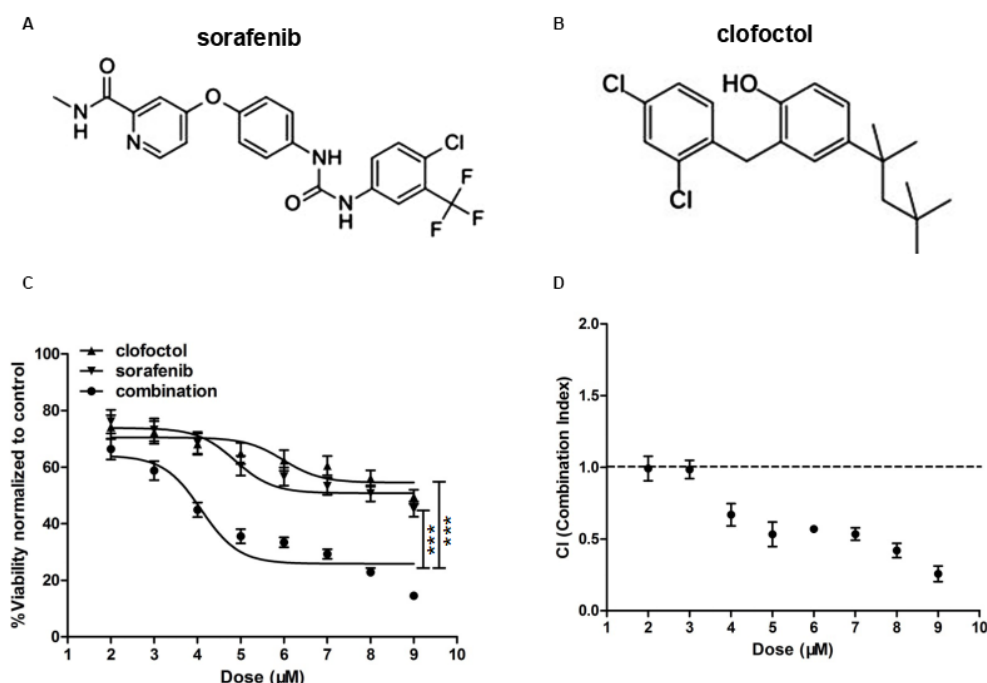 A
sorafenib
O
N
H
N
O
NH
O
N
H
Cl
F
F
F
B
clofoctol
Cl
HO
Cl
C
%Viability normalized to control
100
80
60
40
20
0
clofoctol
sorafenib
combination
***
***
1 2 3 4 5 6 7 8 9 10
Dose (µM)
D
CI (Combination Index)
2.0
1.5
1.0
0.5
0.0
1 2 3 4 5 6 7 8 9 10
Dose (µM)